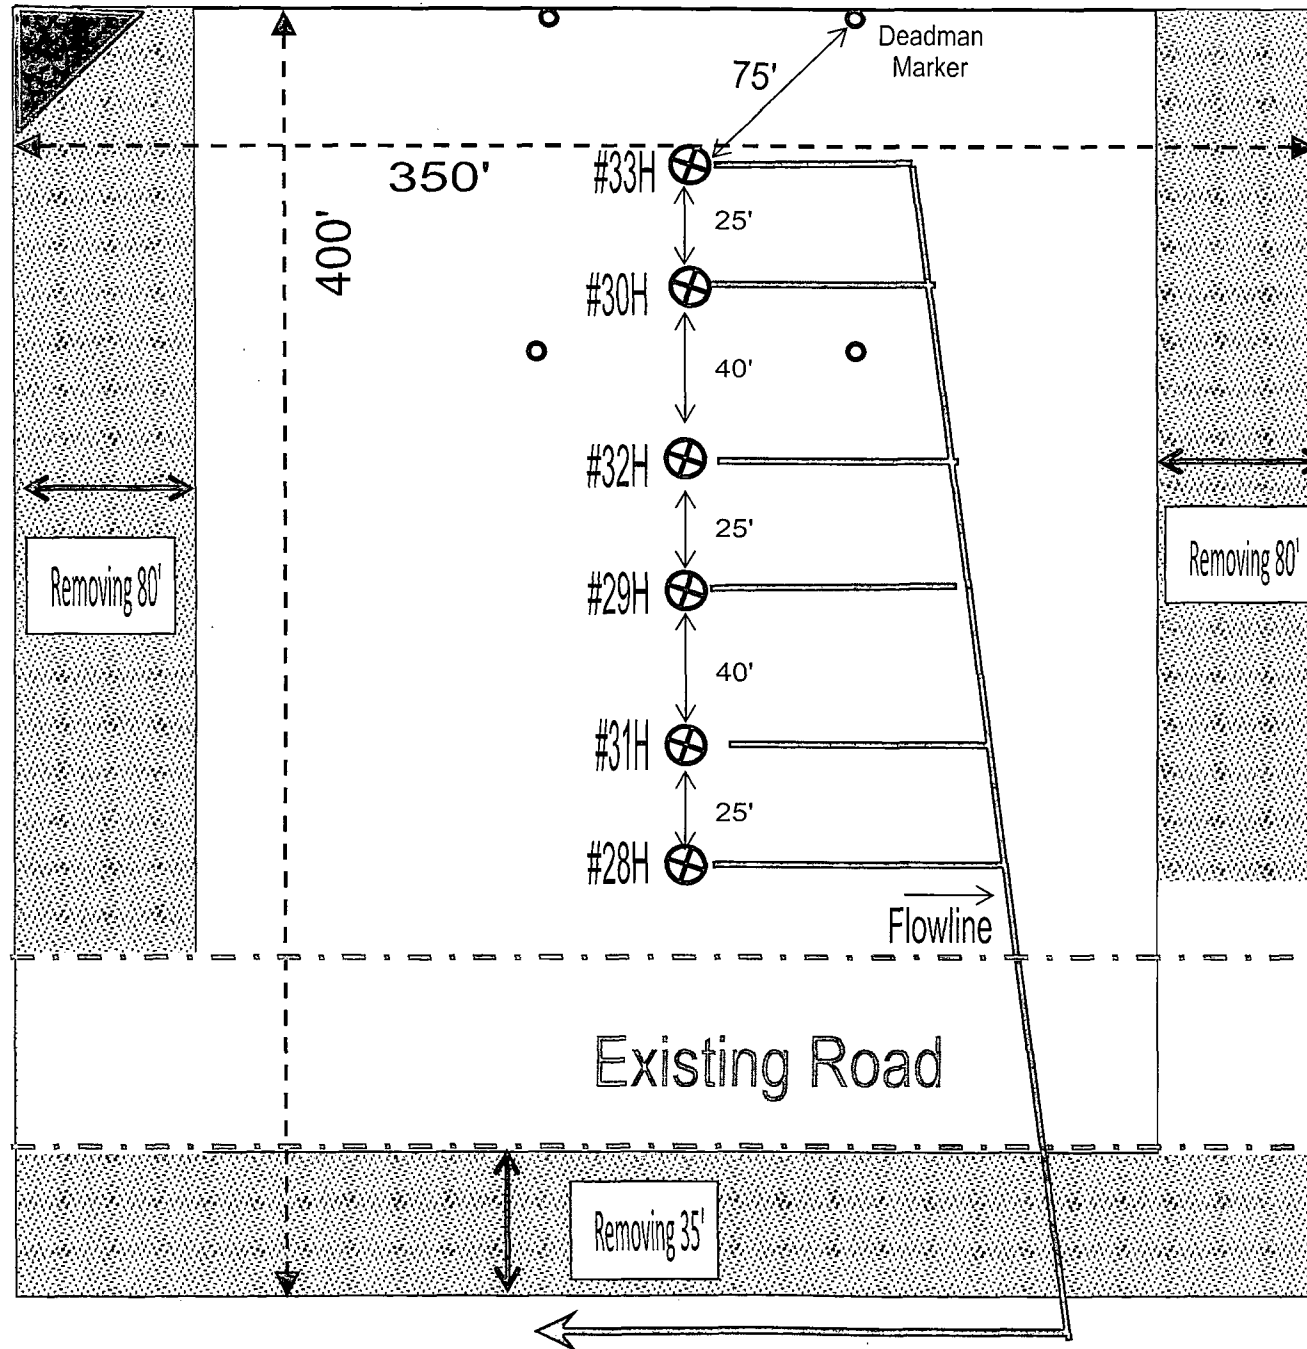 Deadman
Marker
75'
#33H
350'
400'
25'
#30H
40'
#32H
25'
Removing 80'
Removing 80'
#29H
40'
#31H
25'
#28H
Flowline
Existing Road
Removing 35'